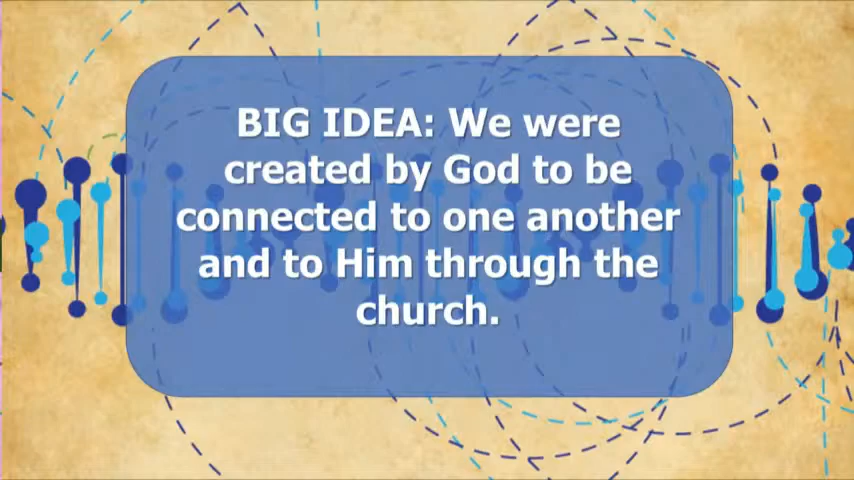 BIG IDEA: We were
created by God to be
connected to one another
and to Him through the
church.